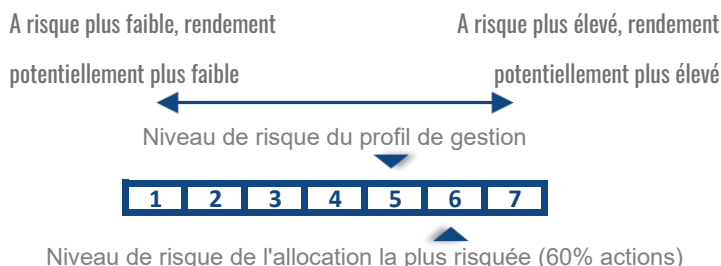 A risque plus faible, rendement
potentiellement plus faible
A risque plus élevé, rendement
potentiellement plus élevé
Niveau de risque du profil de gestion
1 2 3 4 5 6 7
Niveau de risque de l'allocation la plus risquée (60% actions)